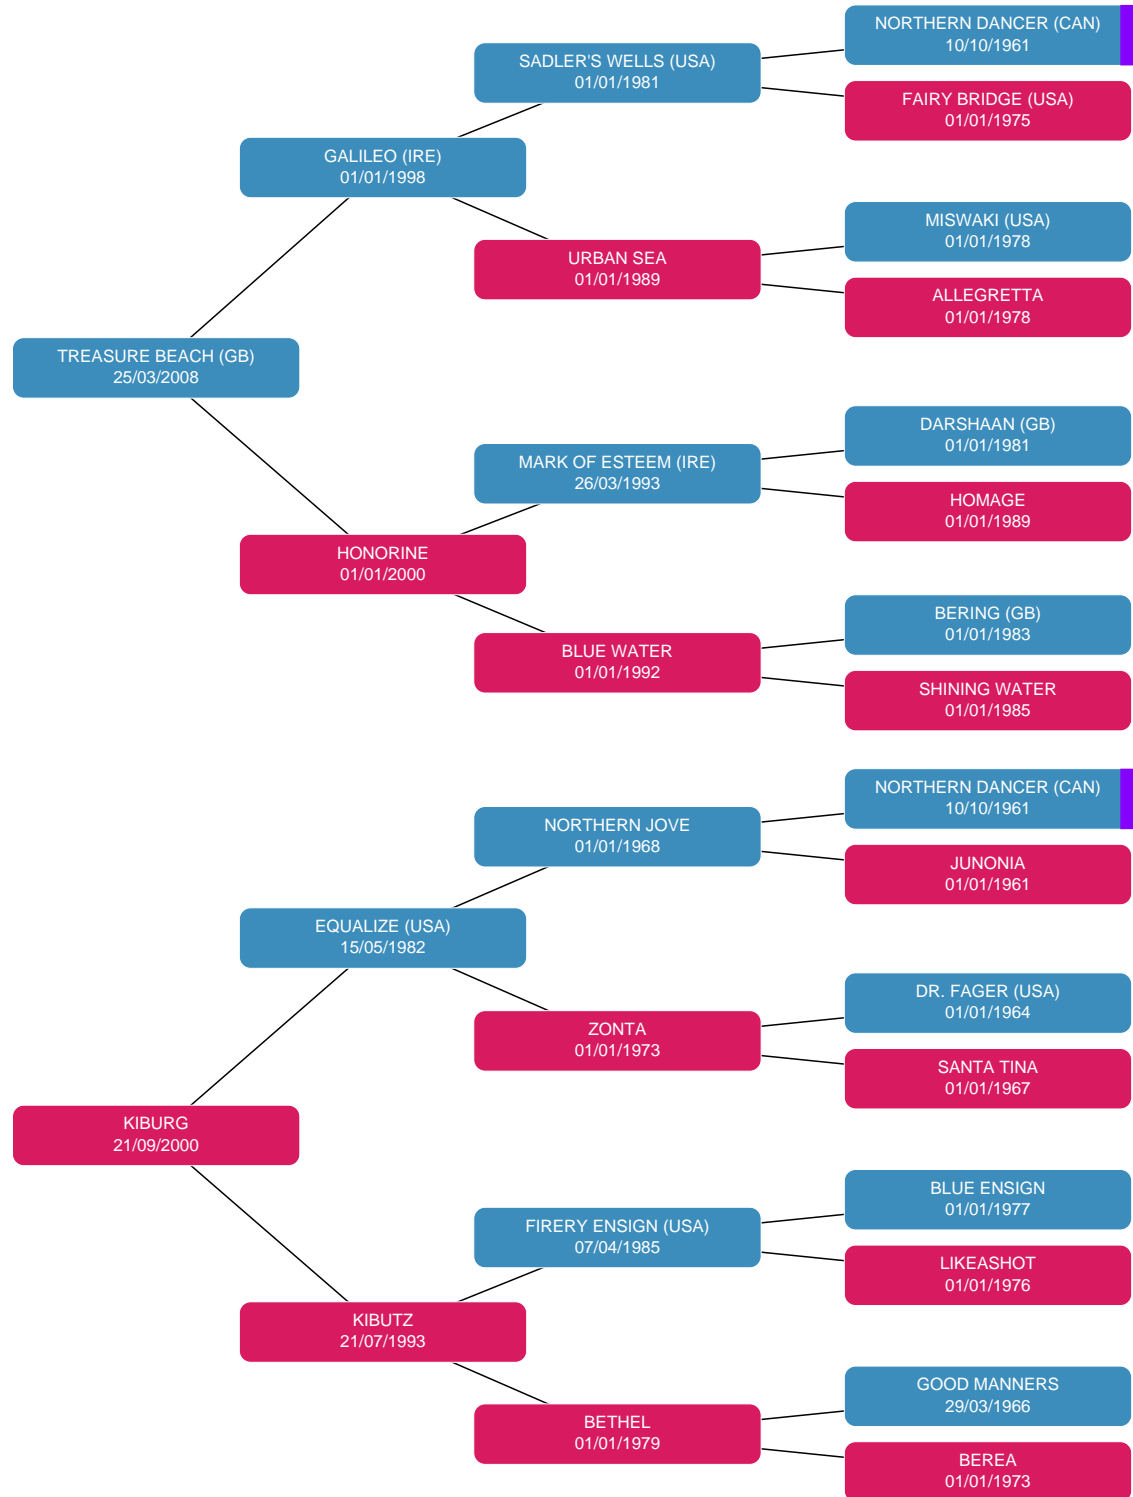 NORTHERN DANCER (CAN)
10/10/1961
SADLER'S WELLS (USA)
01/01/1981
FAIRY BRIDGE (USA)
01/01/1975
GALILEO (IRE)
01/01/1998
MISWAKI (USA)
01/01/1978
URBAN SEA
01/01/1989
ALLEGRETTA
01/01/1978
TREASURE BEACH (GB)
25/03/2008
DARSHAAN (GB)
01/01/1981
MARK OF ESTEEM (IRE)
26/03/1993
HOMAGE
01/01/1989
HONORINE
01/01/2000
BERING (GB)
01/01/1983
BLUE WATER
01/01/1992
SHINING WATER
01/01/1985
NORTHERN DANCER (CAN)
10/10/1961
NORTHERN JOVE
01/01/1968
JUNONIA
01/01/1961
EQUALIZE (USA)
15/05/1982
DR. FAGER (USA)
01/01/1964
ZONTA
01/01/1973
SANTA TINA
01/01/1967
KIBURG
21/09/2000
BLUE ENSIGN
01/01/1977
FIRERY ENSIGN (USA)
07/04/1985
LIKEASHOT
01/01/1976
KIBUTZ
21/07/1993
GOOD MANNERS
29/03/1966
BETHEL
01/01/1979
BEREA
01/01/1973